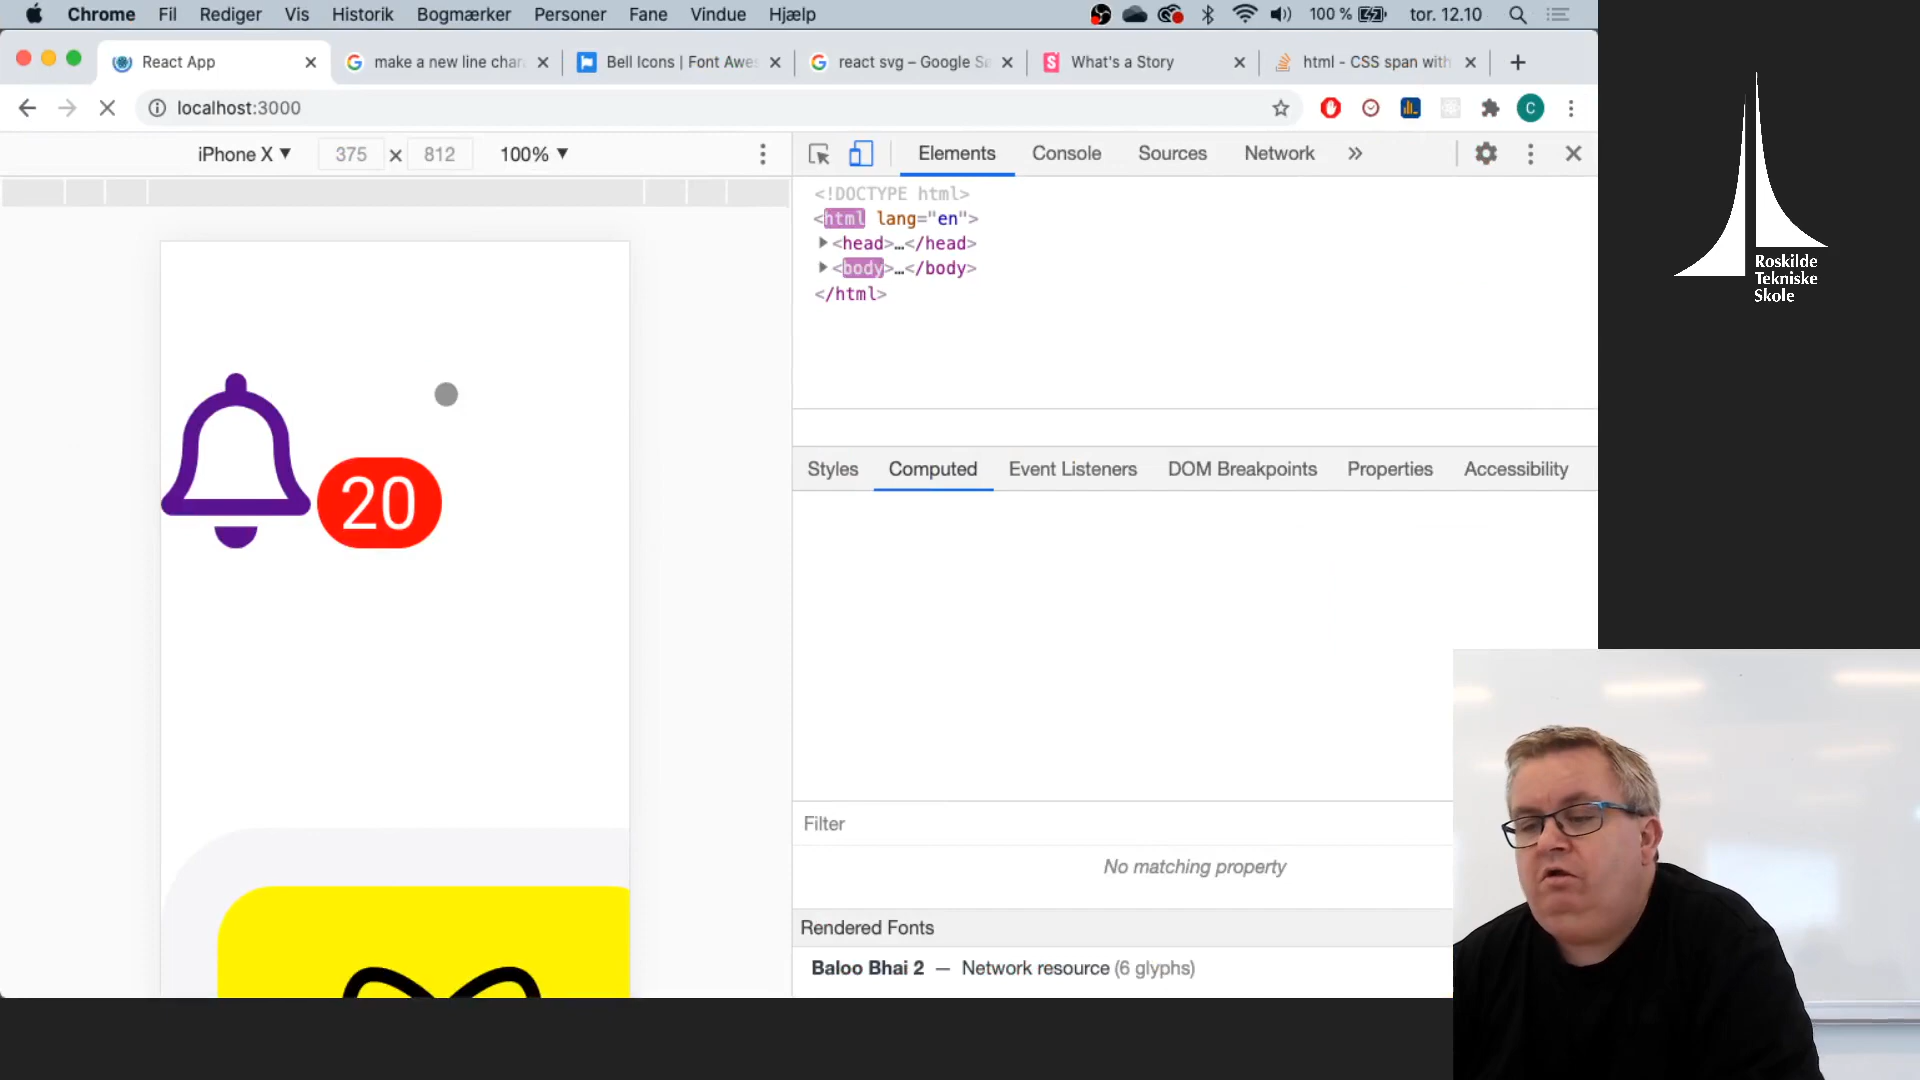 Chrome Fil Rediger Vis Historik Bogmærker Personer Fane Vindue Hjælp 100 % tor. 12.10
React App make a new line char Bell Icons | Font Awes react svg – Google Se What's a Story html - CSS span with
localhost:3000 C
iPhone X 375 x 812 100% Elements Console Sources Network
<!DOCTYPE html>
<html lang="en">
<head>…</head>
<body>…</body>
</html>
20
Styles Computed Event Listeners DOM Breakpoints Properties Accessibility
Filter
No matching property
Rendered Fonts
Baloo Bhai 2 — Network resource (6 glyphs)
Roskilde
Tekniske
Skole